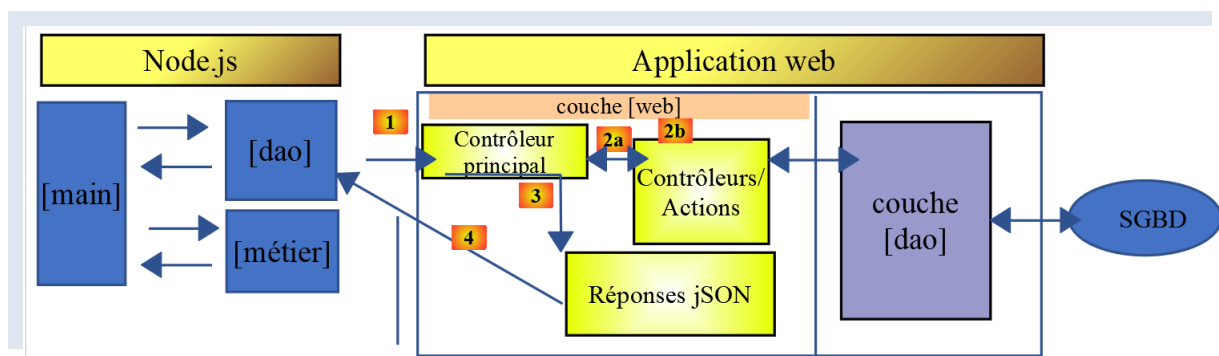 Node.js
Application web
couche [web]
1
Contrôleur
principal
2a
2b
[dao]
Contrôleurs/
Actions
[main]
3
couche
[dao]
SGBD
4
[métier]
Réponses jSON